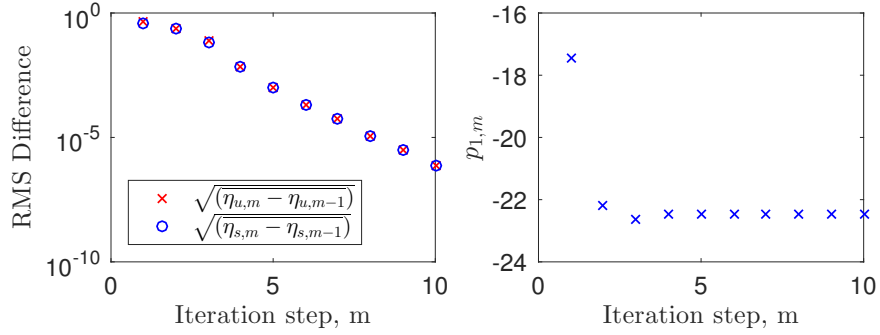 10^0
10^-5
10^-10
RMS Difference
√(η_{u,m} − η_{u,m−1})
√(η_{s,m} − η_{s,m−1})
0 5 10
Iteration step, m
-16
-18
-20
-22
-24
p_{1,m}
0 5 10
Iteration step, m